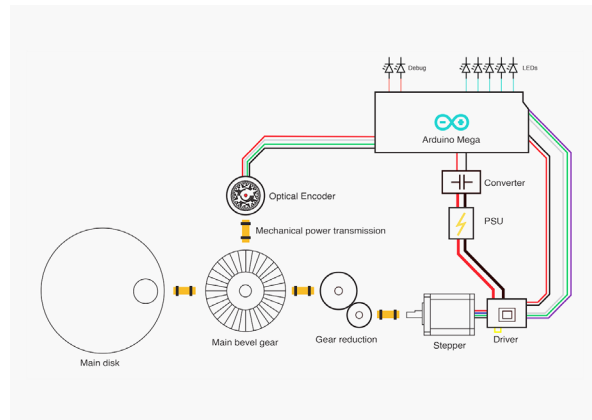 Debug
LEDs
Arduino Mega
Converter
Optical Encoder
PSU
Mechanical power transmission
Main bevel gear
Gear reduction
Stepper
Driver
Main disk